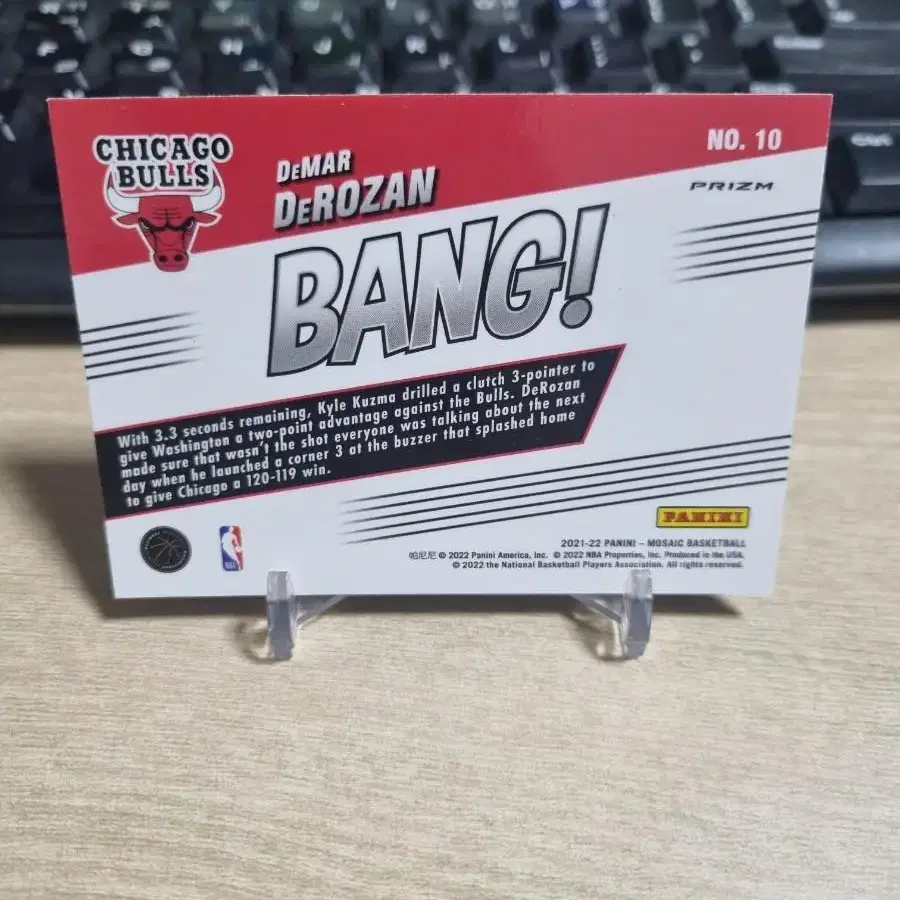 CHICAGO
BULLS
DEMAR
DEROZAN
NO. 10
PRIZM
BANG!
With 3.3 seconds remaining, Kyle Kuzma drilled a clutch 3-pointer to
give Washington a two-point advantage against the Bulls. DeRozan
made sure that wasn't the shot everyone was talking about the next
day when he launched a corner 3 at the buzzer that splashed home
to give Chicago a 120-119 win.
PANINI
NBA
2021-22 PANINI – MOSAIC BASKETBALL
帕尼尼 © 2022 Panini America, Inc. © 2022 NBA Properties, Inc. Produced in the USA.
© 2022 the National Basketball Players Association. All rights reserved.